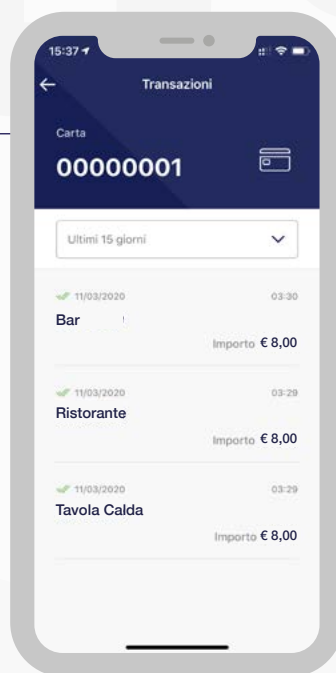 15:37
Transazioni
Carta
00000001
Ultimi 15 giorni
11/03/2020 03:30
Bar
Importo € 8,00
11/03/2020 03:29
Ristorante
Importo € 8,00
11/03/2020 03:29
Tavola Calda
Importo € 8,00